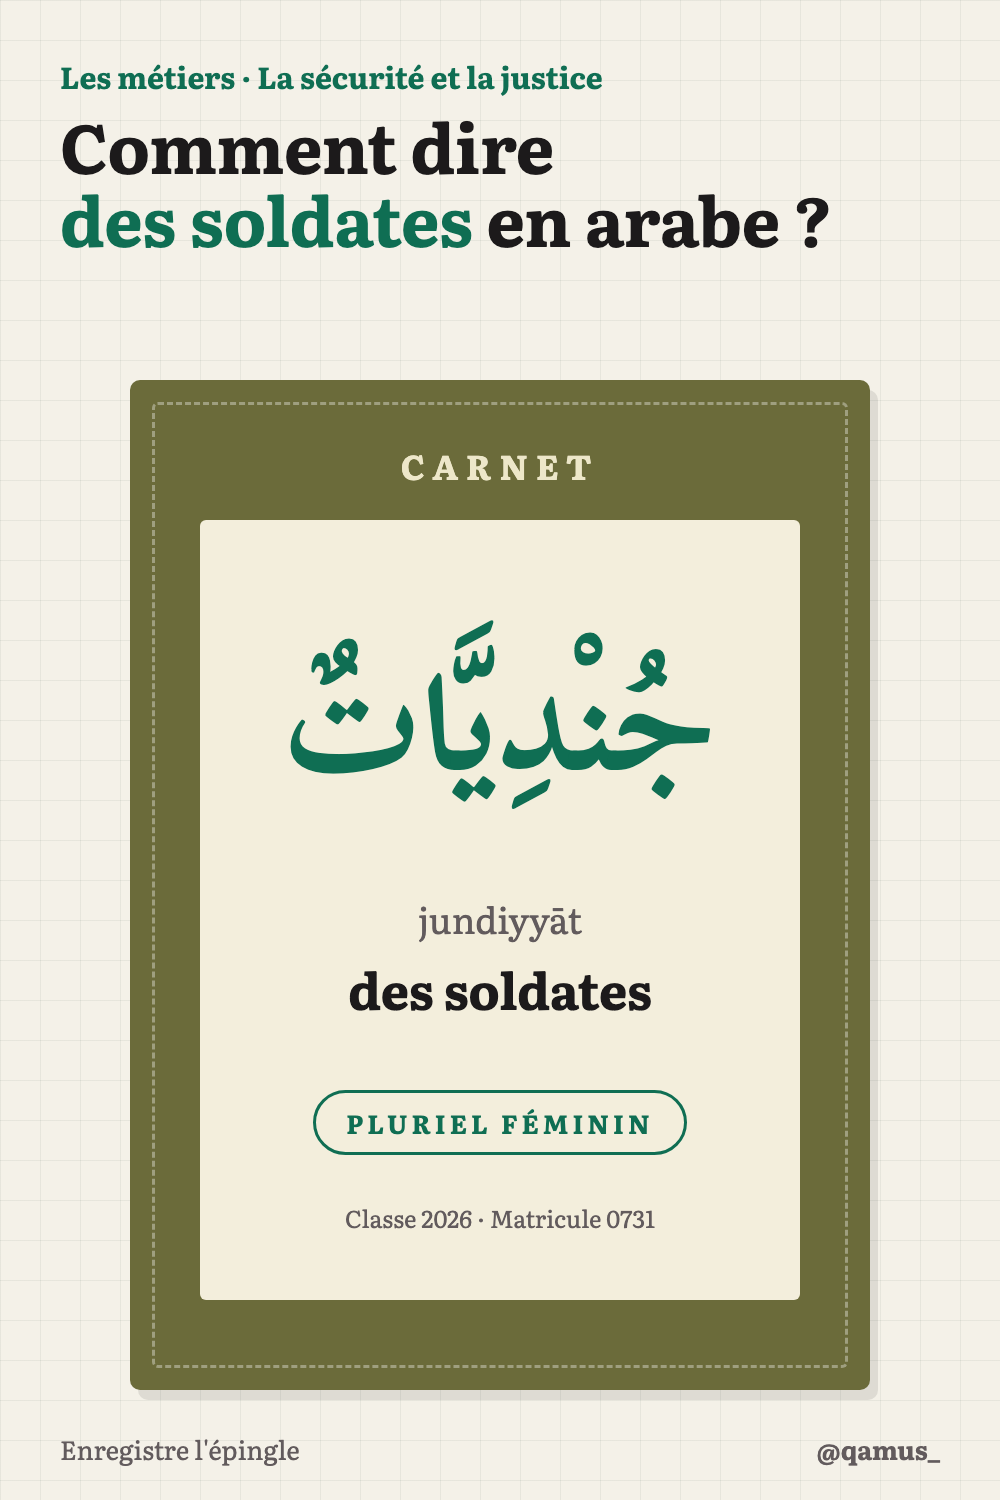 Les métiers · La sécurité et la justice
Comment dire
des soldates en arabe ?
CARNET
جُنْدِيَّاتٌ
jundiyyāt
des soldates
PLURIEL FÉMININ
Classe 2026 · Matricule 0731
Enregistre l'épingle
@qamus_